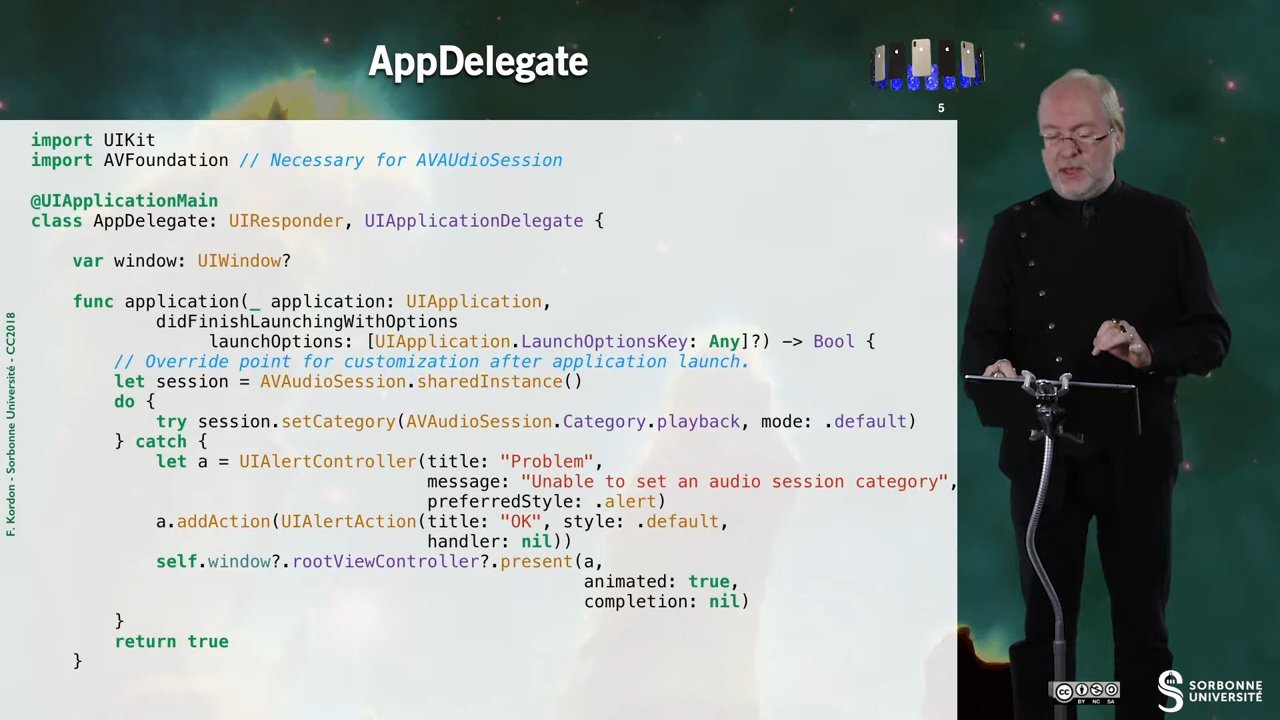 AppDelegate
5
import UIKit
import AVFoundation // Necessary for AVAUdioSession
@UIApplicationMain
class AppDelegate: UIResponder, UIApplicationDelegate {
var window: UIWindow?
func application(_ application: UIApplication,
didFinishLaunchingWithOptions
launchOptions: [UIApplication.LaunchOptionsKey: Any]?) -> Bool {
// Override point for customization after application launch.
let session = AVAudioSession.sharedInstance()
do {
try session.setCategory(AVAudioSession.Category.playback, mode: .default)
} catch {
let a = UIAlertController(title: "Problem",
message: "Unable to set an audio session category",
preferredStyle: .alert)
a.addAction(UIAlertAction(title: "OK", style: .default,
handler: nil))
self.window?.rootViewController?.present(a,
animated: true,
completion: nil)
}
return true
}
F. Kordon - Sorbonne Université - CC2018
CC BY NC SA
SORBONNE
UNIVERSITÉ